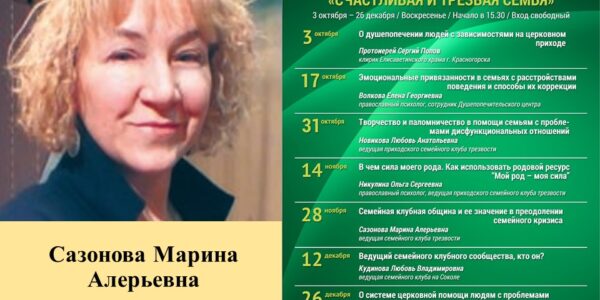 Сазонова Марина
Алерьевна
«СЧАСТЛИВАЯ И ТРЕЗВАЯ СЕМЬЯ»
3 октября – 26 декабря / Воскресенье / Начало в 15.30 / Вход свободный
3 октября
О душепопечении людей с зависимостями на церковном
приходе
Протоиерей Сергий Попов
клирик Елисаветинского храма г. Красногорска
17 октября
Эмоциональные привязанности в семьях с расстройствами
поведения и способы их коррекции
Волкова Елена Георгиевна
православный психолог, сотрудник Душепопечительского центра
31 октября
Творчество и паломничество в помощи семьям с пробле-
мами дисфункциональных отношений
Новикова Любовь Анатольевна
ведущая приходского семейного клуба трезвости
14 ноября
В чем сила моего рода. Как использовать родовой ресурс
"Мой род – моя сила"
Никулина Ольга Сергеевна
православный психолог, ведущая приходского семейного клуба трезвости
28 ноября
Семейная клубная община и ее значение в преодолении
семейного кризиса
Сазонова Марина Алерьевна
ведущая семейного клуба трезвости
12 декабря
Ведущий семейного клубного сообщества, кто он?
Кудинова Любовь Владимировна
ведущая семейного клуба на Соколе
26 декабря
О системе церковной помощи людям с проблемами